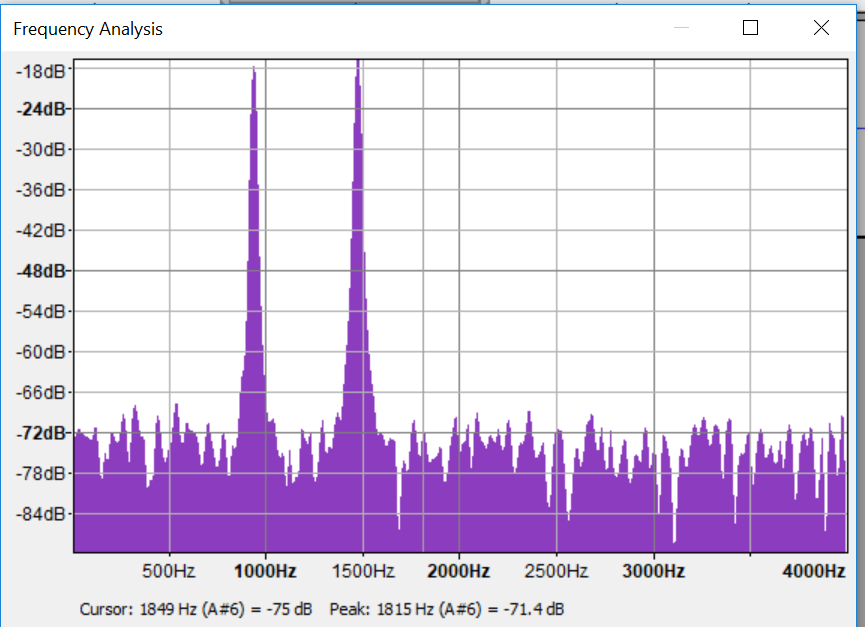 Frequency Analysis
-18dB
-24dB
-30dB
-36dB
-42dB
-48dB
-54dB
-60dB
-66dB
-72dB
-78dB
-84dB
500Hz 1000Hz 1500Hz 2000Hz 2500Hz 3000Hz 4000Hz
Cursor: 1849 Hz (A#6) = -75 dB Peak: 1815 Hz (A#6) = -71.4 dB